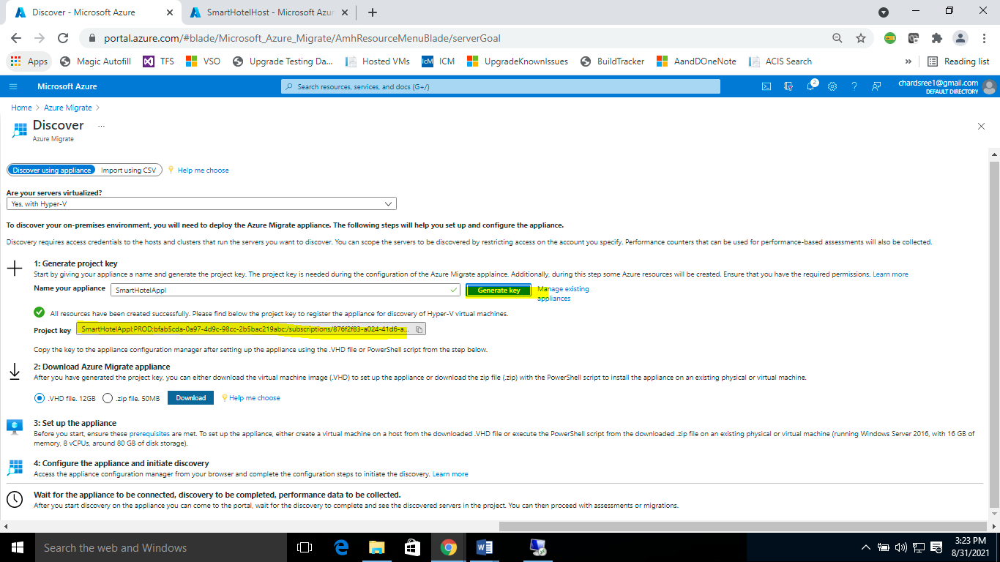 Discover - Microsoft Azure
SmartHotelHost - Microsoft Azur
portal.azure.com/#blade/Microsoft_Azure_Migrate/AmhResourceMenuBlade/serverGoal
Apps Magic Autofill TFS VSO Upgrade Testing Da... Hosted VMs IcM ICM UpgradeKnownIssues BuildTracker AandDOneNote ACIS Search » Reading list
Microsoft Azure
Search resources, services, and docs (G+/)
2
chardsree1@gmail.com
DEFAULT DIRECTORY
Home > Azure Migrate >
Discover ...
Azure Migrate
Discover using appliance Import using CSV Help me choose
Are your servers virtualized?
Yes, with Hyper-V
To discover your on-premises environment, you will need to deploy the Azure Migrate appliance. The following steps will help you set up and configure the appliance.
Discovery requires access credentials to the hosts and clusters that run the servers you want to discover. You can scope the servers to be discovered by restricting access on the account you specify. Performance counters that can be used for performance-based assessments will also be collected.
1: Generate project key
Start by giving your appliance a name and generate the project key. The project key is needed during the configuration of the Azure Migrate applaince. Additionally, during this step some Azure resources will be created. Ensure that you have the required permissions. Learn more
Name your appliance SmartHotelAppl Generate key Manage existing
appliances
All resources have been created successfully. Please find below the project key to register the appliance for discovery of Hyper-V virtual machines.
Project key SmartHotelAppl;PROD;bfab5cda-0a97-4d9c-98cc-2b5bac219abc;/subscriptions/876f2f83-a024-41d6-a...
Copy the key to the appliance configuration manager after setting up the appliance using the .VHD file or PowerShell script from the step below.
2: Download Azure Migrate appliance
After you have generated the project key, you can either download the virtual machine image (.VHD) to set up the appliance or download the zip file (.zip) with the PowerShell script to install the appliance on an existing physical or virtual machine.
.VHD file. 12GB .zip file. 50MB Download Help me choose
3: Set up the appliance
Before you start, ensure these prerequisites are met. To set up the appliance, either create a virtual machine on a host from the downloaded .VHD file or execute the PowerShell script from the downloaded .zip file on an existing physical or virtual machine (running Windows Server 2016, with 16 GB of
memory, 8 vCPUs, around 80 GB of disk storage).
4: Configure the appliance and initiate discovery
Access the appliance configuration manager from your browser and complete the configuration steps to initiate the discovery. Learn more
Wait for the appliance to be connected, discovery to be completed, performance data to be collected.
After you start discovery on the appliance you can come to the portal, wait for the discovery to complete and see the discovered servers in the project. You can then proceed with assessments or migrations.
Search the web and Windows
3:23 PM
8/31/2021